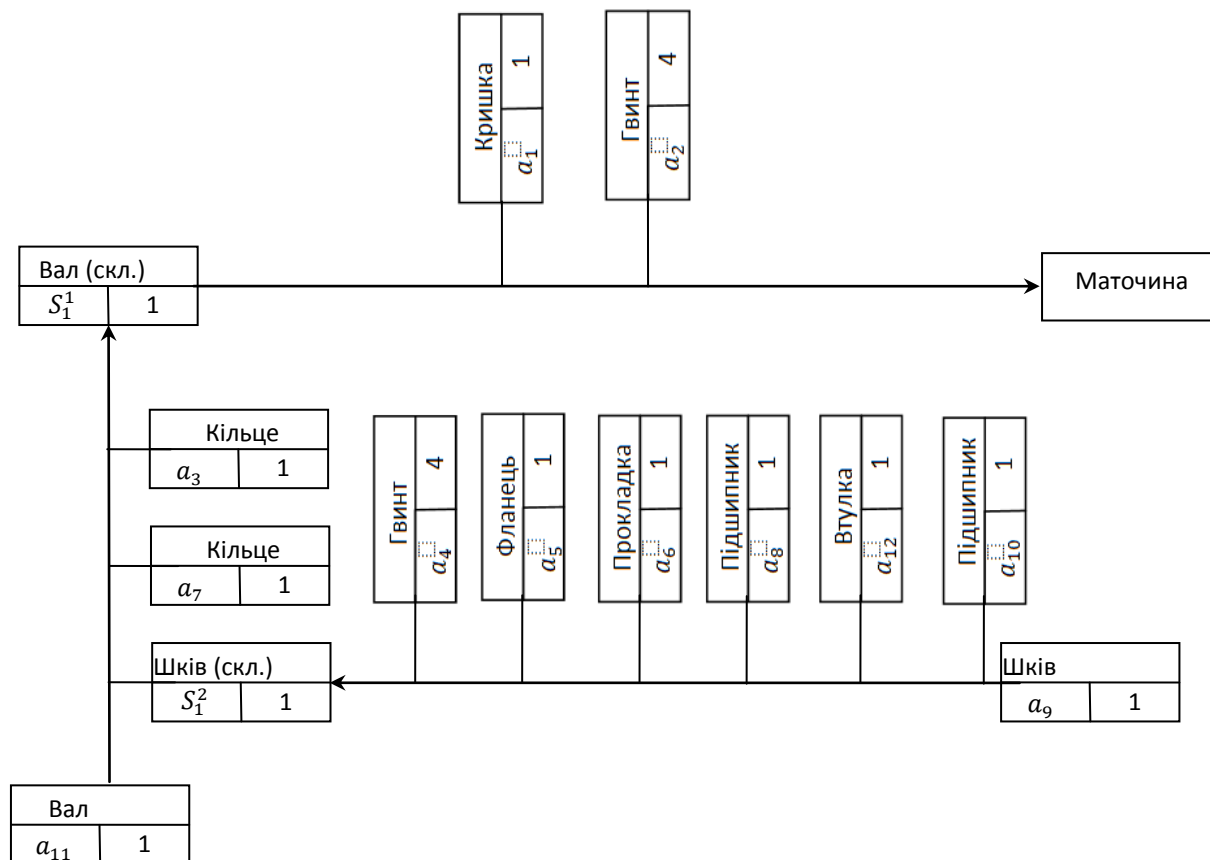 Кришка
a₁ 1
Гвинт
a₂ 4
Вал (скл.)
S₁¹ 1
Маточина
Кільце
a₃ 1
Кільце
a₇ 1
Гвинт
a₄ 4
Фланець
a₅ 1
Прокладка
a₆ 1
Підшипник
a₈ 1
Втулка
a₁₂ 1
Підшипник
a₁₀ 1
Шків (скл.)
S₁² 1
Шків
a₉ 1
Вал
a₁₁ 1